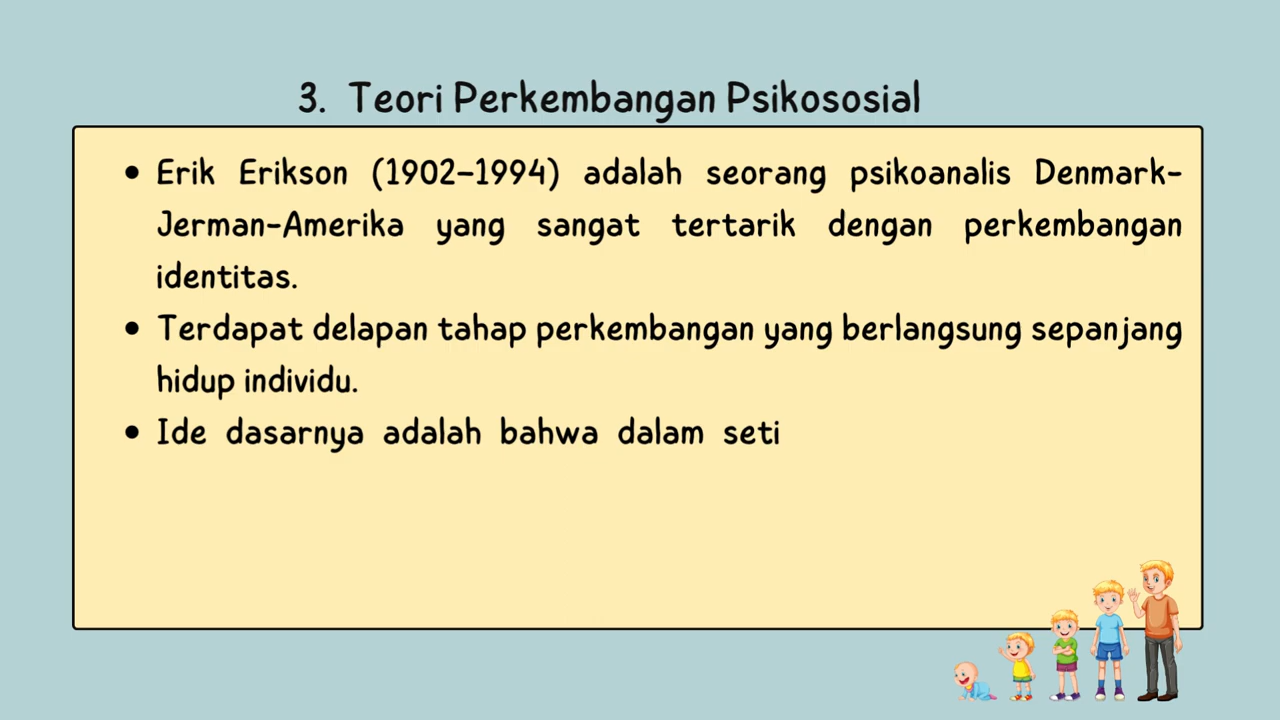 3. Teori Perkembangan Psikososial
• Erik Erikson (1902–1994) adalah seorang psikoanalis Denmark-
Jerman-Amerika yang sangat tertarik dengan perkembangan
identitas.
• Terdapat delapan tahap perkembangan yang berlangsung sepanjang
hidup individu.
• Ide dasarnya adalah bahwa dalam seti